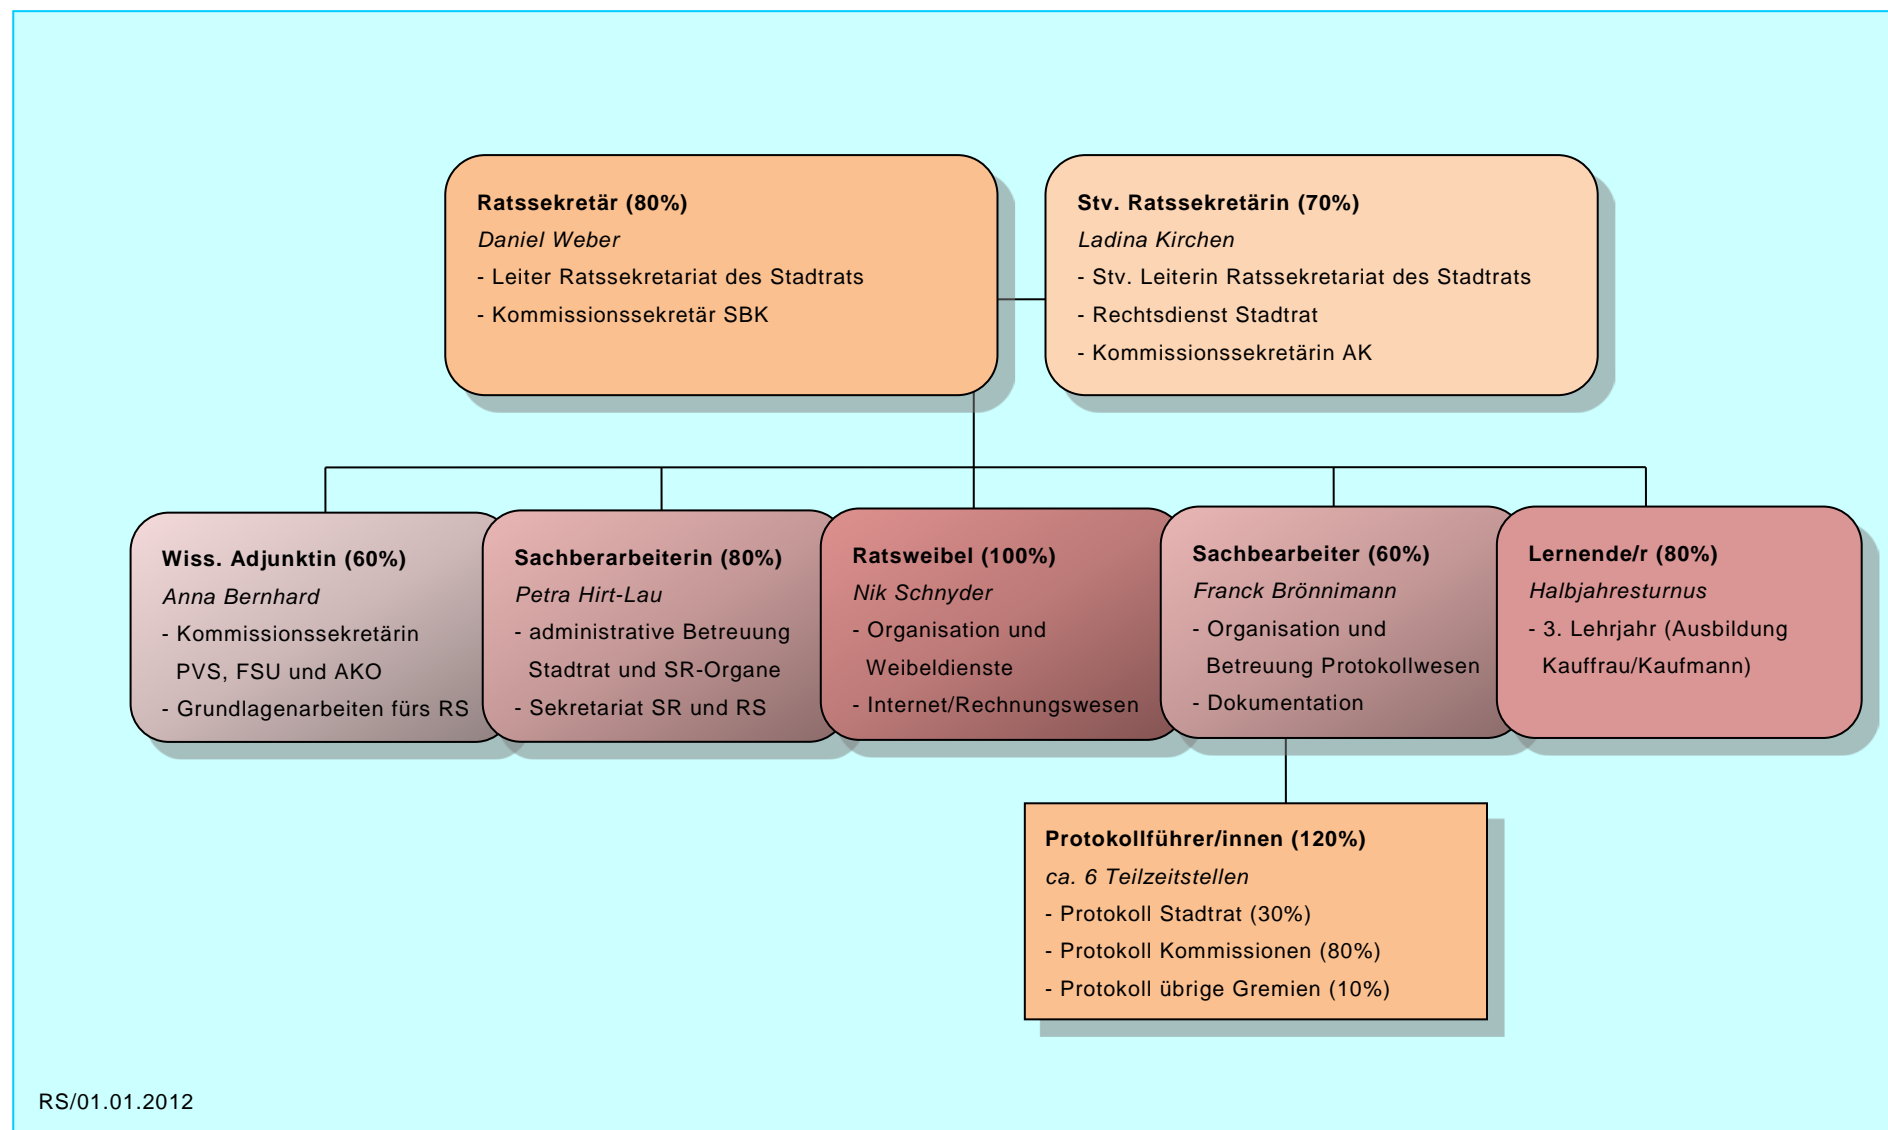 Ratssekretär (80%)
Daniel Weber
- Leiter Ratssekretariat des Stadtrats
- Kommissionssekretär SBK
Stv. Ratssekretärin (70%)
Ladina Kirchen
- Stv. Leiterin Ratssekretariat des Stadtrats
- Rechtsdienst Stadtrat
- Kommissionssekretärin AK
Wiss. Adjunktin (60%)
Anna Bernhard
- Kommissionssekretärin
PVS, FSU und AKO
- Grundlagenarbeiten fürs RS
Sachberarbeiterin (80%)
Petra Hirt-Lau
- administrative Betreuung
Stadtrat und SR-Organe
- Sekretariat SR und RS
Ratsweibel (100%)
Nik Schnyder
- Organisation und
Weibeldienste
- Internet/Rechnungswesen
Sachbearbeiter (60%)
Franck Brönnimann
- Organisation und
Betreuung Protokollwesen
- Dokumentation
Lernende/r (80%)
Halbjahresturnus
- 3. Lehrjahr (Ausbildung
Kauffrau/Kaufmann)
Protokollführer/innen (120%)
ca. 6 Teilzeitstellen
- Protokoll Stadtrat (30%)
- Protokoll Kommissionen (80%)
- Protokoll übrige Gremien (10%)
RS/01.01.2012